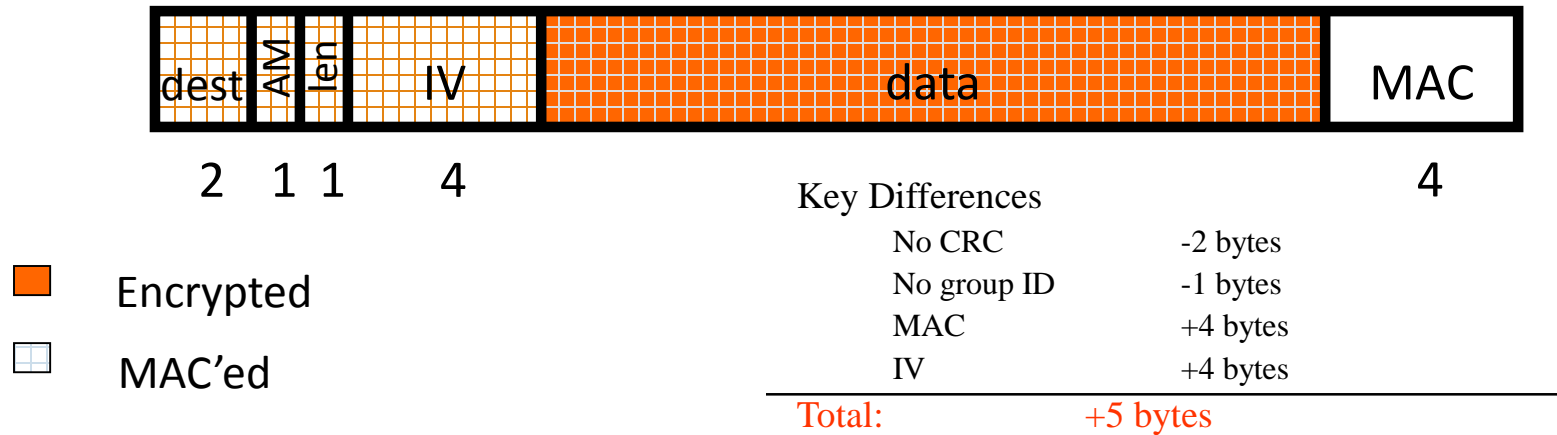 dest AM len IV data MAC
2 1 1 4 4
Key Differences
No CRC -2 bytes
No group ID -1 bytes
MAC +4 bytes
IV +4 bytes
Total: +5 bytes
Encrypted
MAC’ed